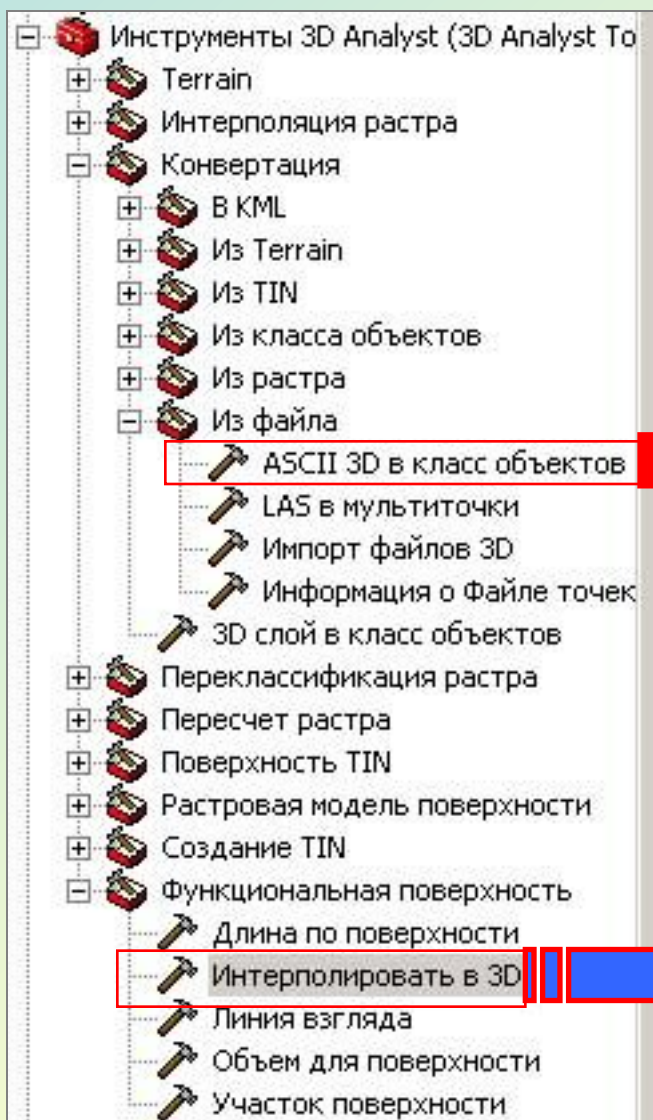 Инструменты 3D Analyst (3D Analyst To
Terrain
Интерполяция растра
Конвертация
В KML
Из Terrain
Из TIN
Из класса объектов
Из растра
Из файла
ASCII 3D в класс объектов
LAS в мультиточки
Импорт файлов 3D
Информация о Файле точек
3D слой в класс объектов
Переклассификация растра
Пересчет растра
Поверхность TIN
Растровая модель поверхности
Создание TIN
Функциональная поверхность
Длина по поверхности
Интерполировать в 3D
Линия взгляда
Объем для поверхности
Участок поверхности